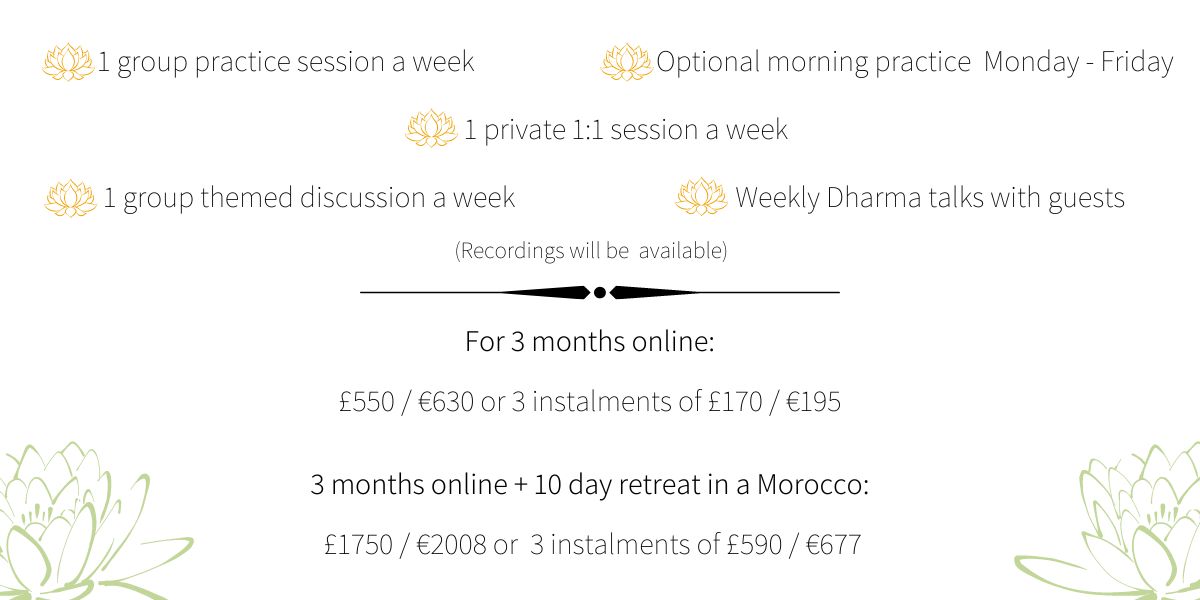 1 group practice session a week
Optional morning practice Monday - Friday
1 private 1:1 session a week
1 group themed discussion a week
Weekly Dharma talks with guests
(Recordings will be available)
For 3 months online:
£550 / €630 or 3 instalments of £170 / €195
3 months online + 10 day retreat in a Morocco:
£1750 / €2008 or 3 instalments of £590 / €677